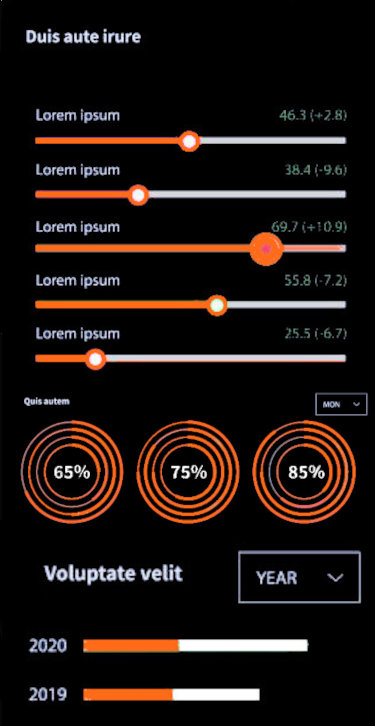 Duis aute irure
Lorem ipsum 46.3 (+2.8)
Lorem ipsum 38.4 (-9.6)
Lorem ipsum 69.7 (+10.9)
Lorem ipsum 55.8 (-7.2)
Lorem ipsum 25.5 (-6.7)
Quis autem MON
65% 75% 85%
Voluptate velit YEAR
2020
2019